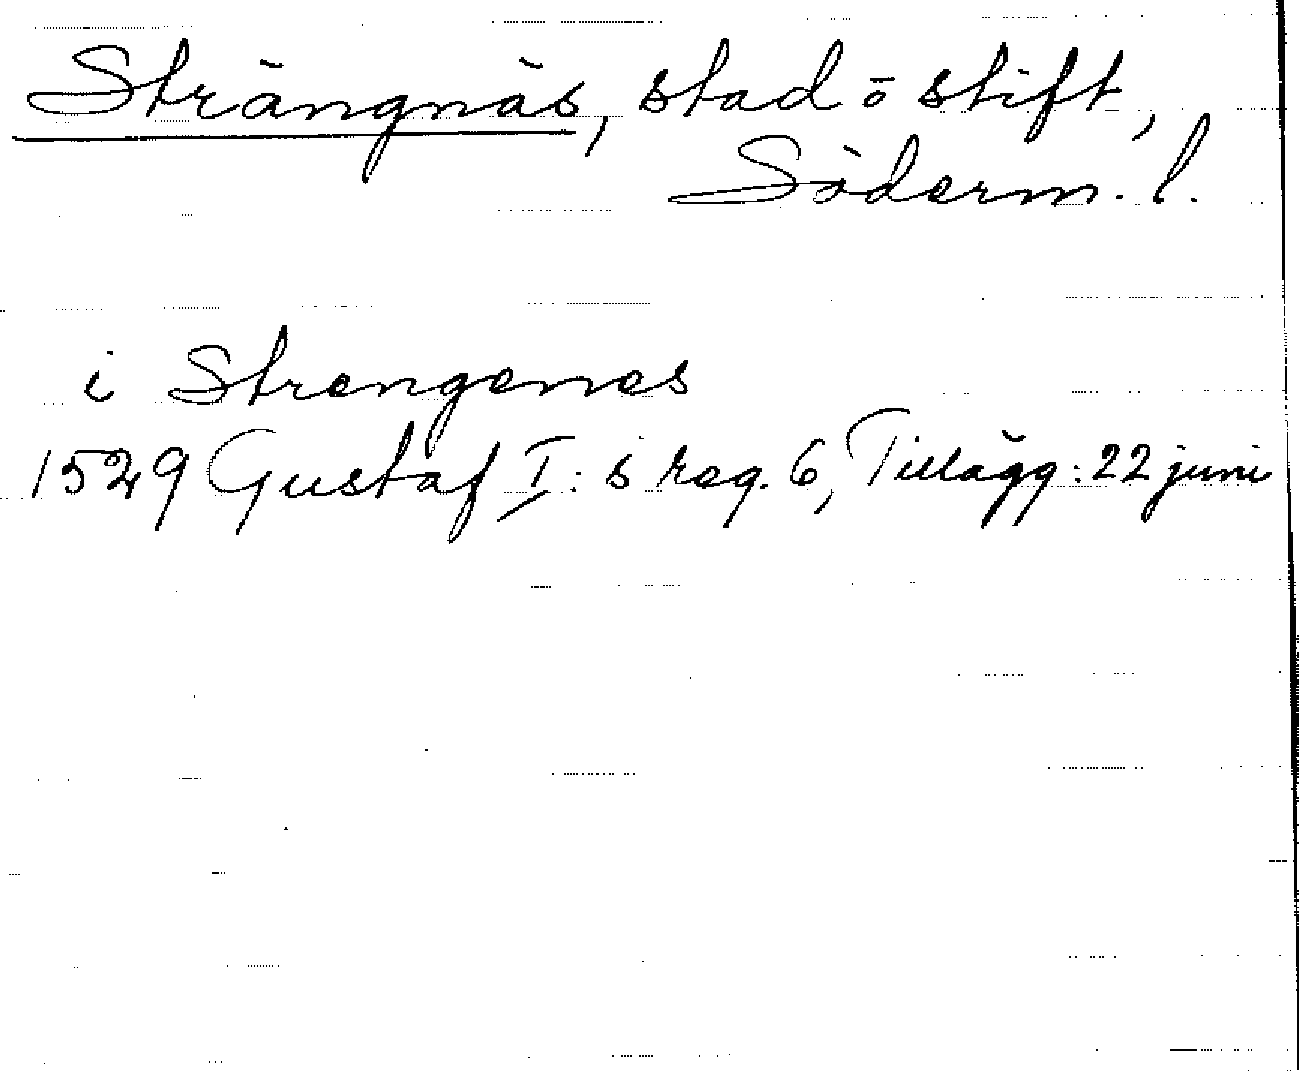 Strängnäs, stad o stift,
Söderm. l.
i Strengenes
1529 Gustaf I:s reg. 6, Tillägg: 22 juni